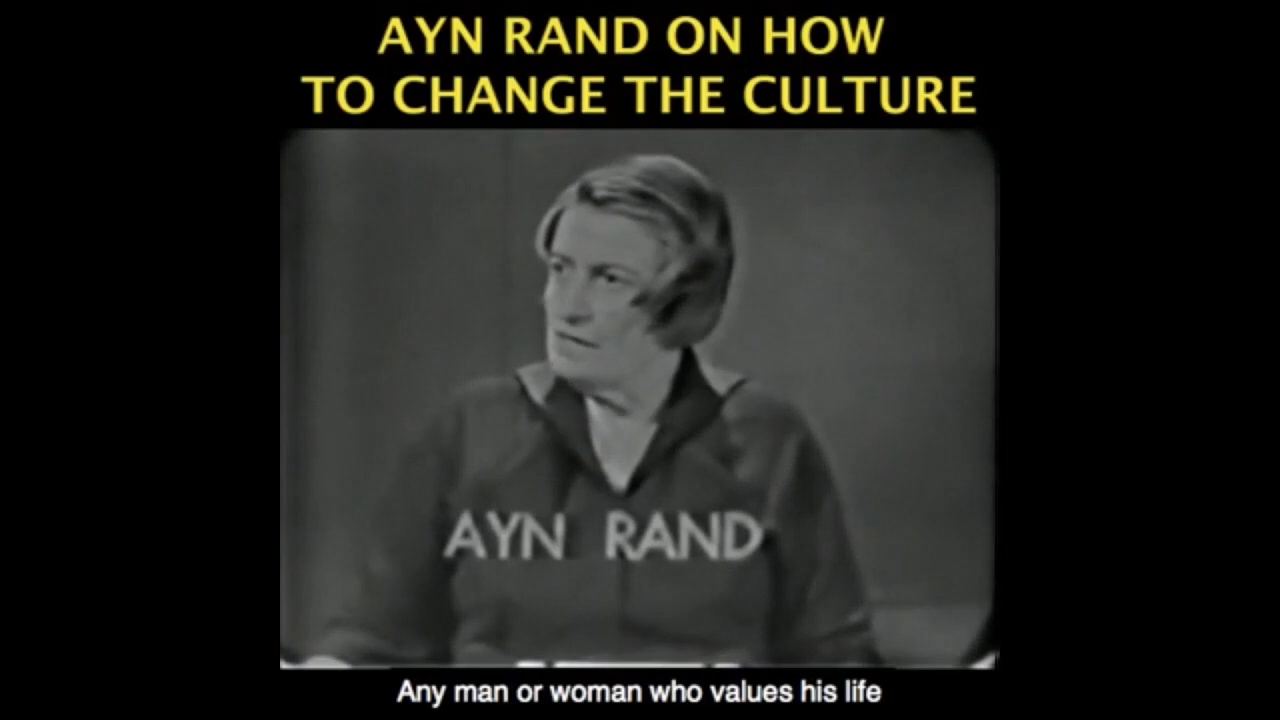 AYN RAND ON HOW
TO CHANGE THE CULTURE
AYN RAND
Any man or woman who values his life